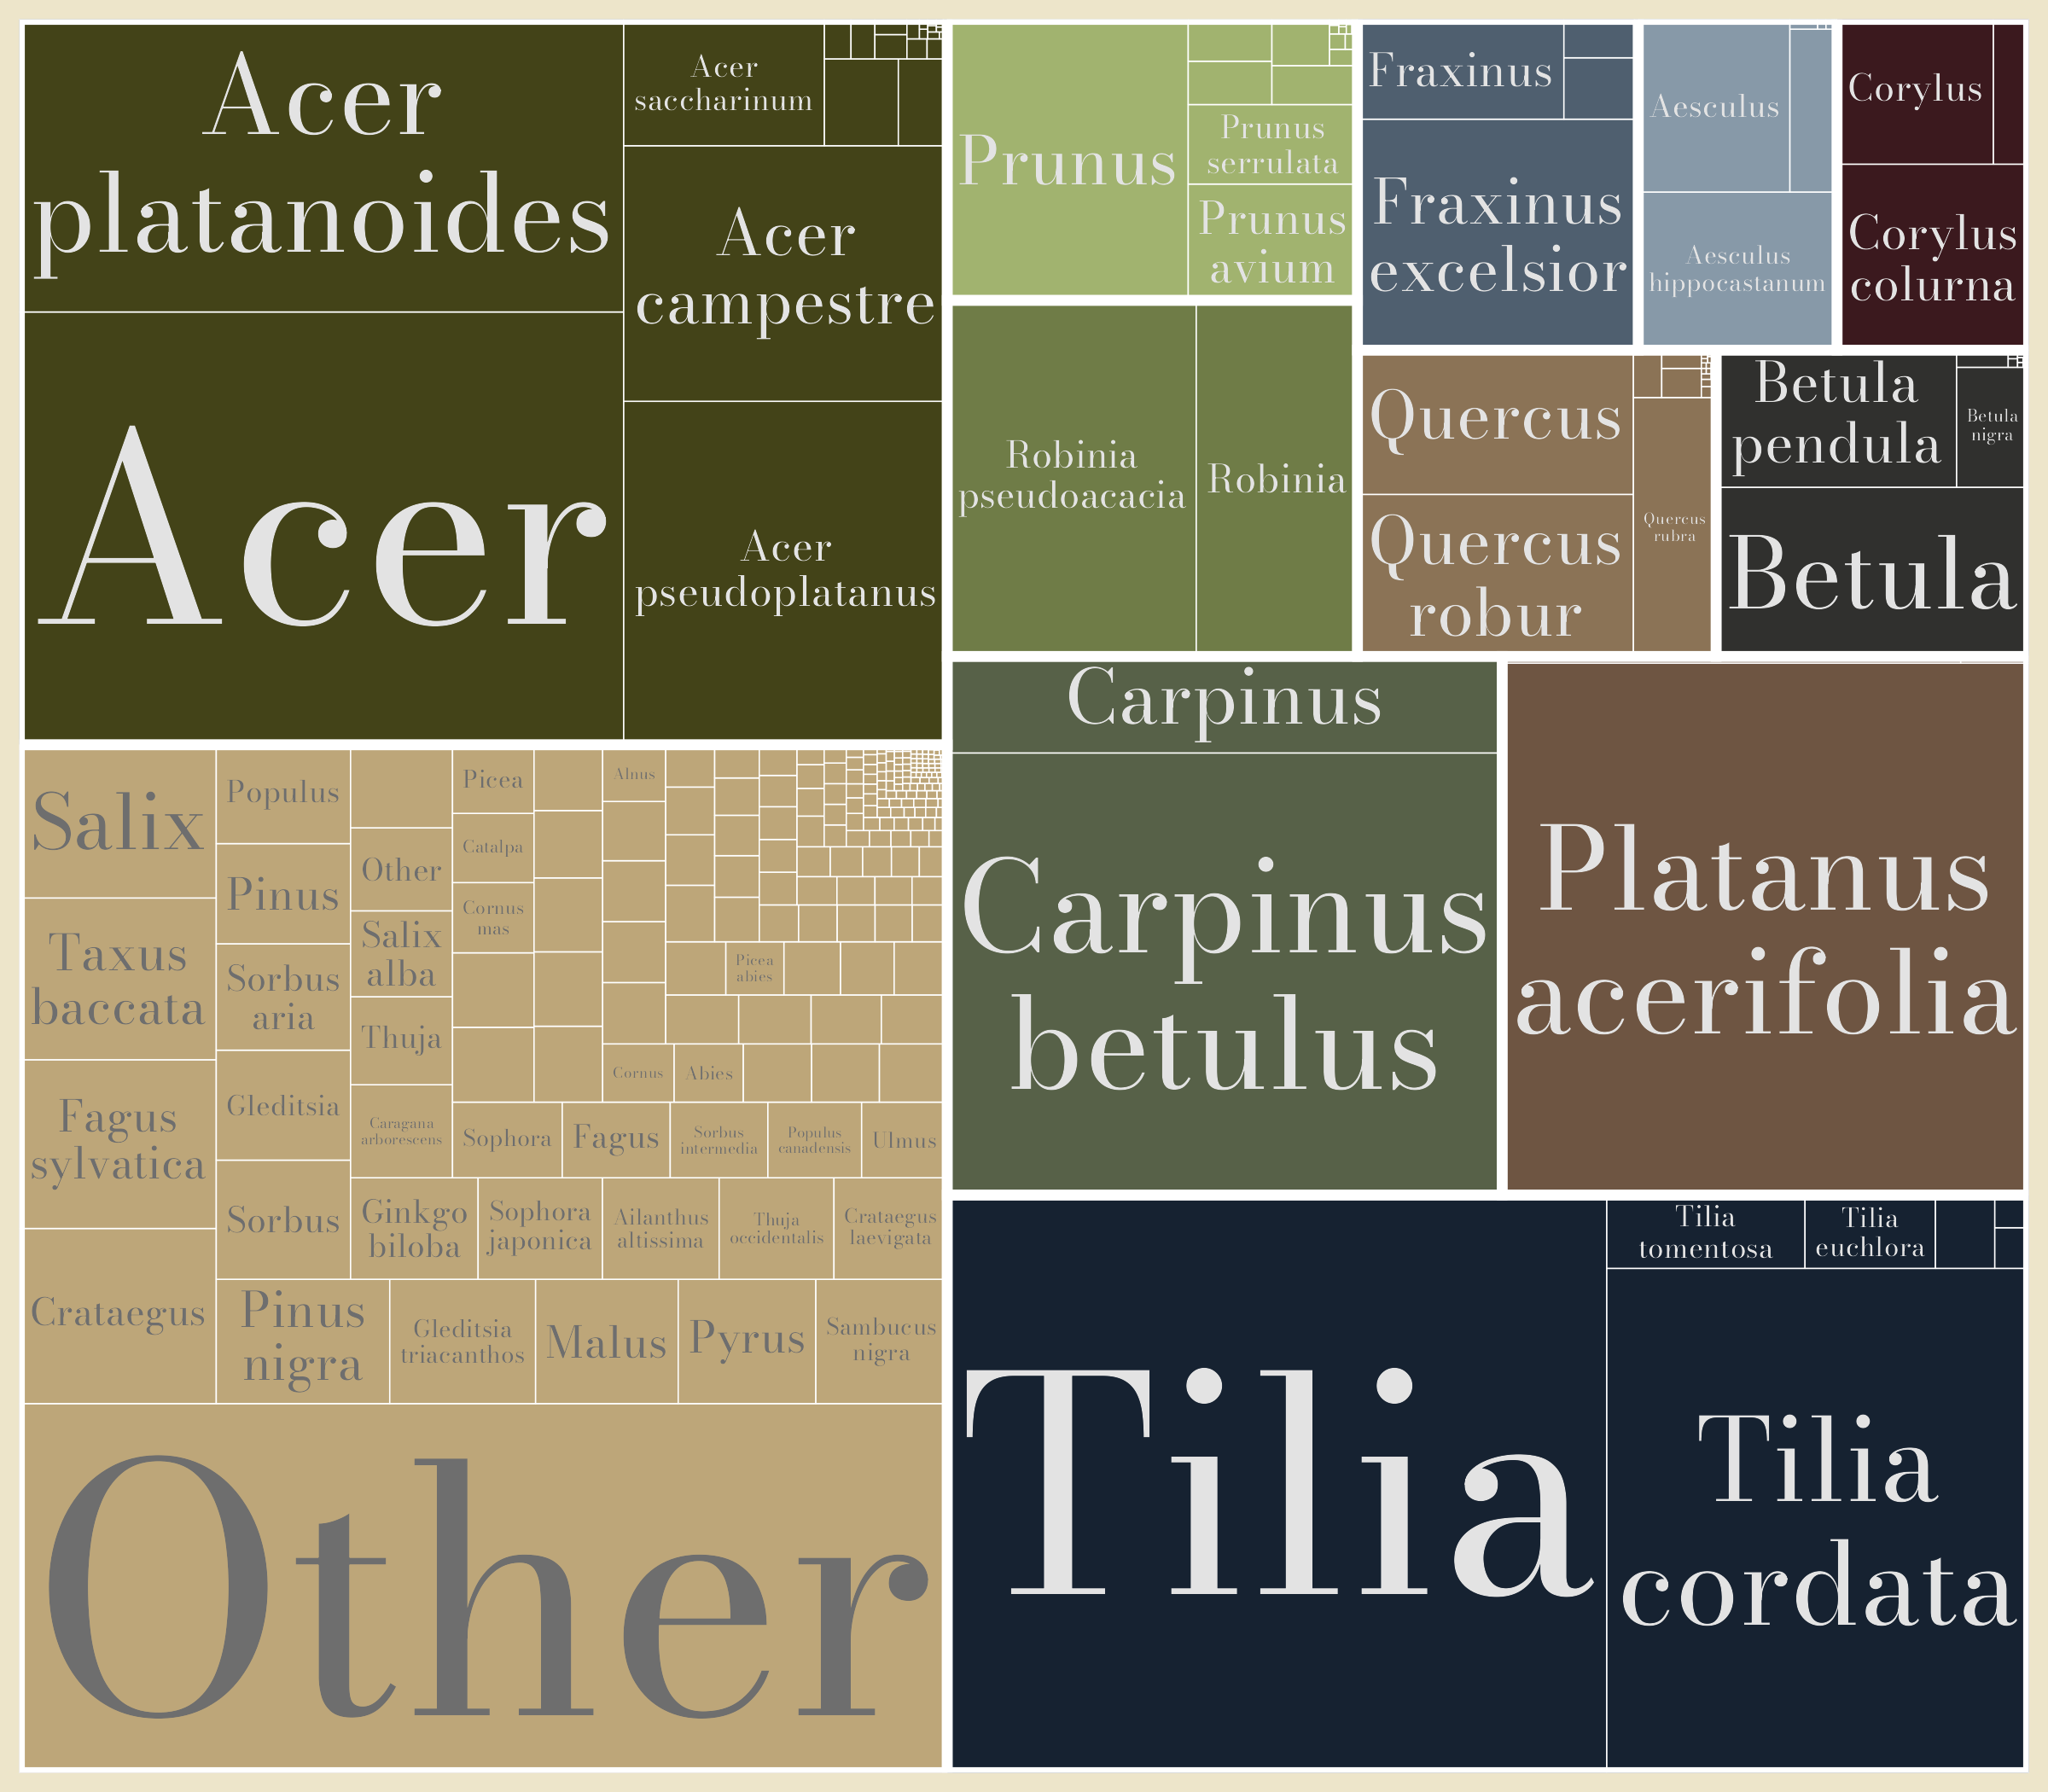 Acer
platanoides
Acer
Acer
saccharinum
Acer
campestre
Acer
pseudoplatanus
Prunus
Prunus
serrulata
Prunus
avium
Robinia
pseudoacacia
Robinia
Fraxinus
Fraxinus
excelsior
Aesculus
Aesculus
hippocastanum
Corylus
Corylus
colurna
Quercus
Quercus
robur
Quercus
rubra
Betula
pendula
Betula
nigra
Betula
Carpinus
Carpinus
betulus
Platanus
acerifolia
Salix
Taxus
baccata
Fagus
sylvatica
Crataegus
Populus
Pinus
Sorbus
aria
Gleditsia
Sorbus
Other
Salix
alba
Thuja
Caragana
arborescens
Picea
Catalpa
Cornus
mas
Alnus
Picea
abies
Cornus
Abies
Sophora
Fagus
Sorbus
intermedia
Populus
canadensis
Ulmus
Ginkgo
biloba
Sophora
japonica
Ailanthus
altissima
Thuja
occidentalis
Crataegus
laevigata
Pinus
nigra
Gleditsia
triacanthos
Malus
Pyrus
Sambucus
nigra
Other
Tilia
Tilia
tomentosa
Tilia
euchlora
Tilia
cordata